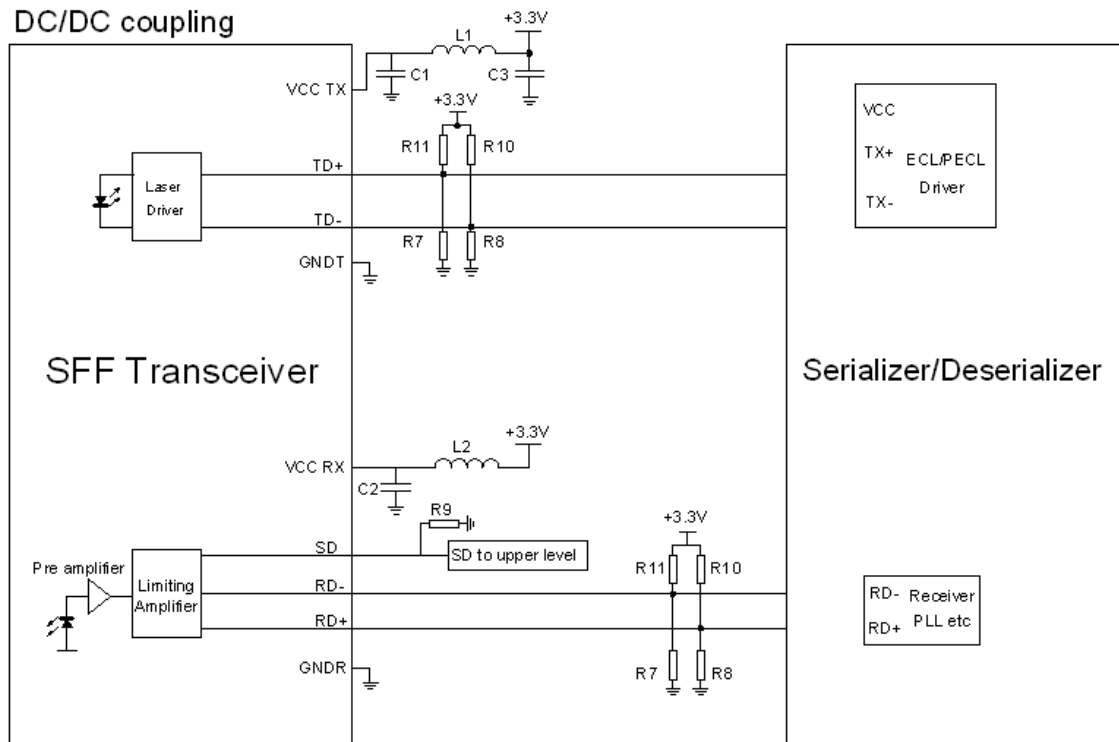 DC/DC coupling
+3.3V
L1
C1
C3
VCC TX
+3.3V
R11
R10
TD+
Laser
Driver
TD-
R7
R8
GNDT
VCC
TX+
ECL/PECL
Driver
TX-
SFF Transceiver
Serializer/Deserializer
+3.3V
L2
VCC RX
C2
R9
+3.3V
SD
SD to upper level
R11
R10
Pre amplifier
Limiting
Amplifier
RD-
RD+
RD-
Receiver
RD+
PLL etc
GNDR
R7
R8